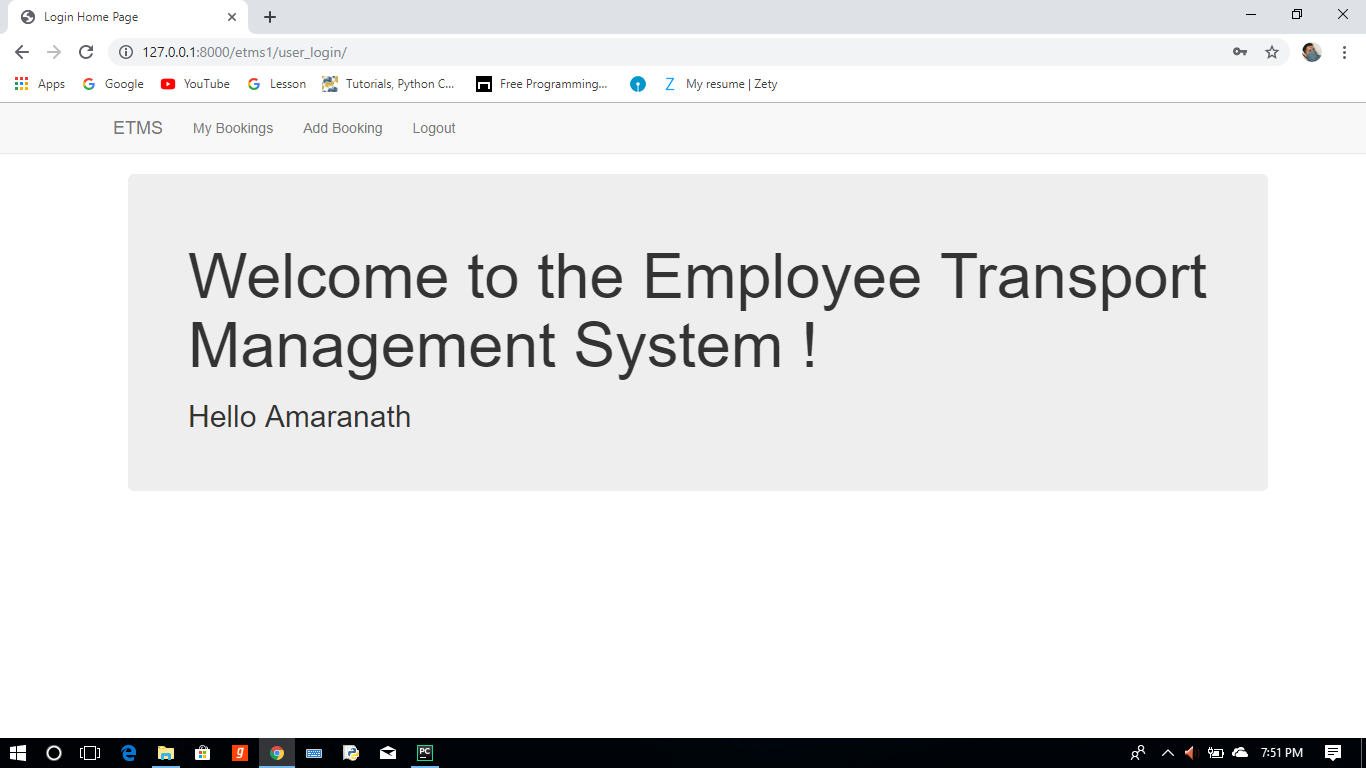 Login Home Page
127.0.0.1:8000/etms1/user_login/
Apps Google YouTube Lesson Tutorials, Python C... Free Programming... My resume | Zety
ETMS My Bookings Add Booking Logout
Welcome to the Employee Transport
Management System !
Hello Amaranath
7:51 PM